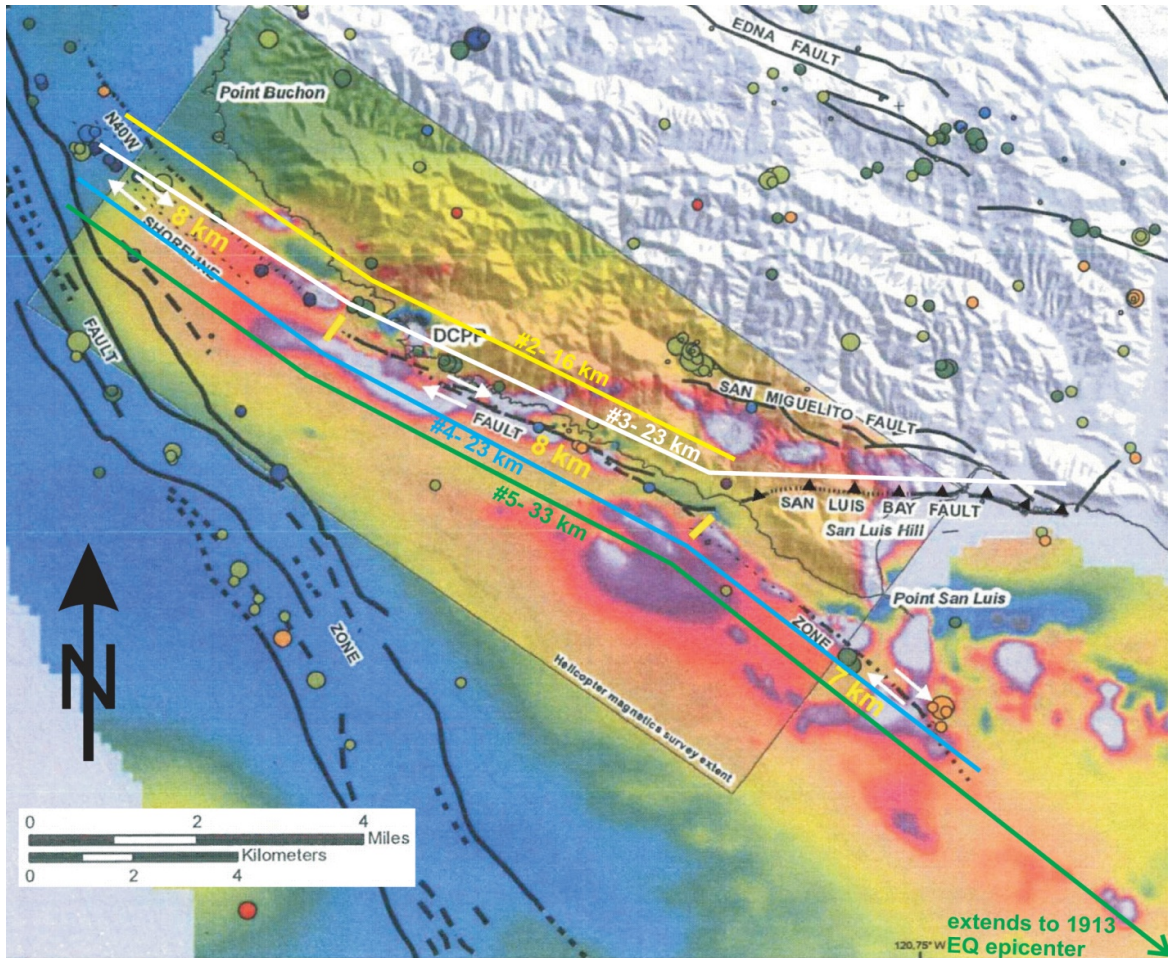 EDNA FAULT
Point Buchon
N40W
8 km
SHORELINE
DCPP
#2- 16 km
SAN MIGUELITO FAULT
#3- 23 km
FAULT
FAULT
#4- 23 km
8 km
#5- 33 km
SAN LUIS BAY FAULT
San Luis Hill
Point San Luis
ZONE
ZONE
7 km
N
Helicopter magnetics survey extent
0 2 4
Miles
Kilometers
0 2 4
extends to 1913
EQ epicenter
120.75° W